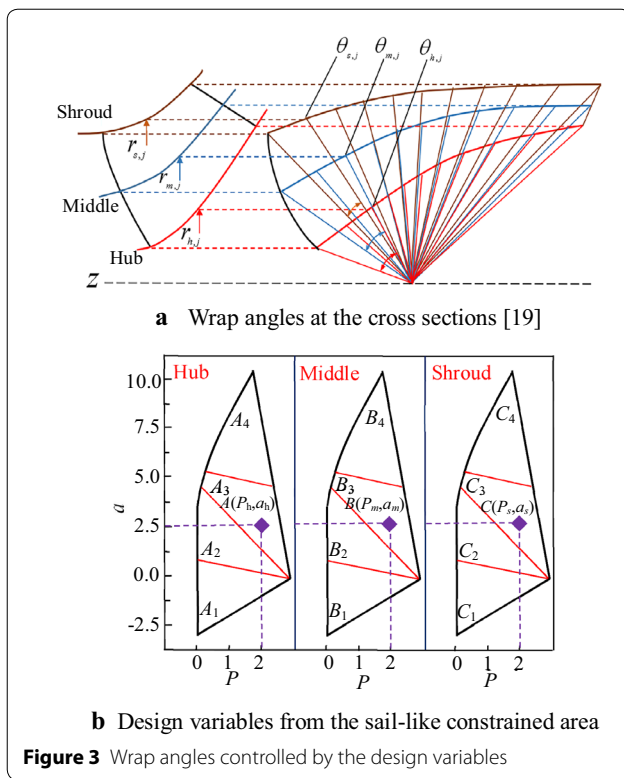 θs,j θm,j θh,j
Shroud
rs,j
rm,j
Middle
rh,j
Hub
z
a Wrap angles at the cross sections [19]
Hub Middle Shroud
10.0
A4 B4 C4
7.5
5.0
A3 B3 C3
A(Ph,ah) B(Pm,am) C(Ps,as)
a
2.5
A2 B2 C2
0.0
A1 B1 C1
-2.5
0 1 2 0 1 2 0 1 2
P P P
b Design variables from the sail-like constrained area
Figure 3 Wrap angles controlled by the design variables